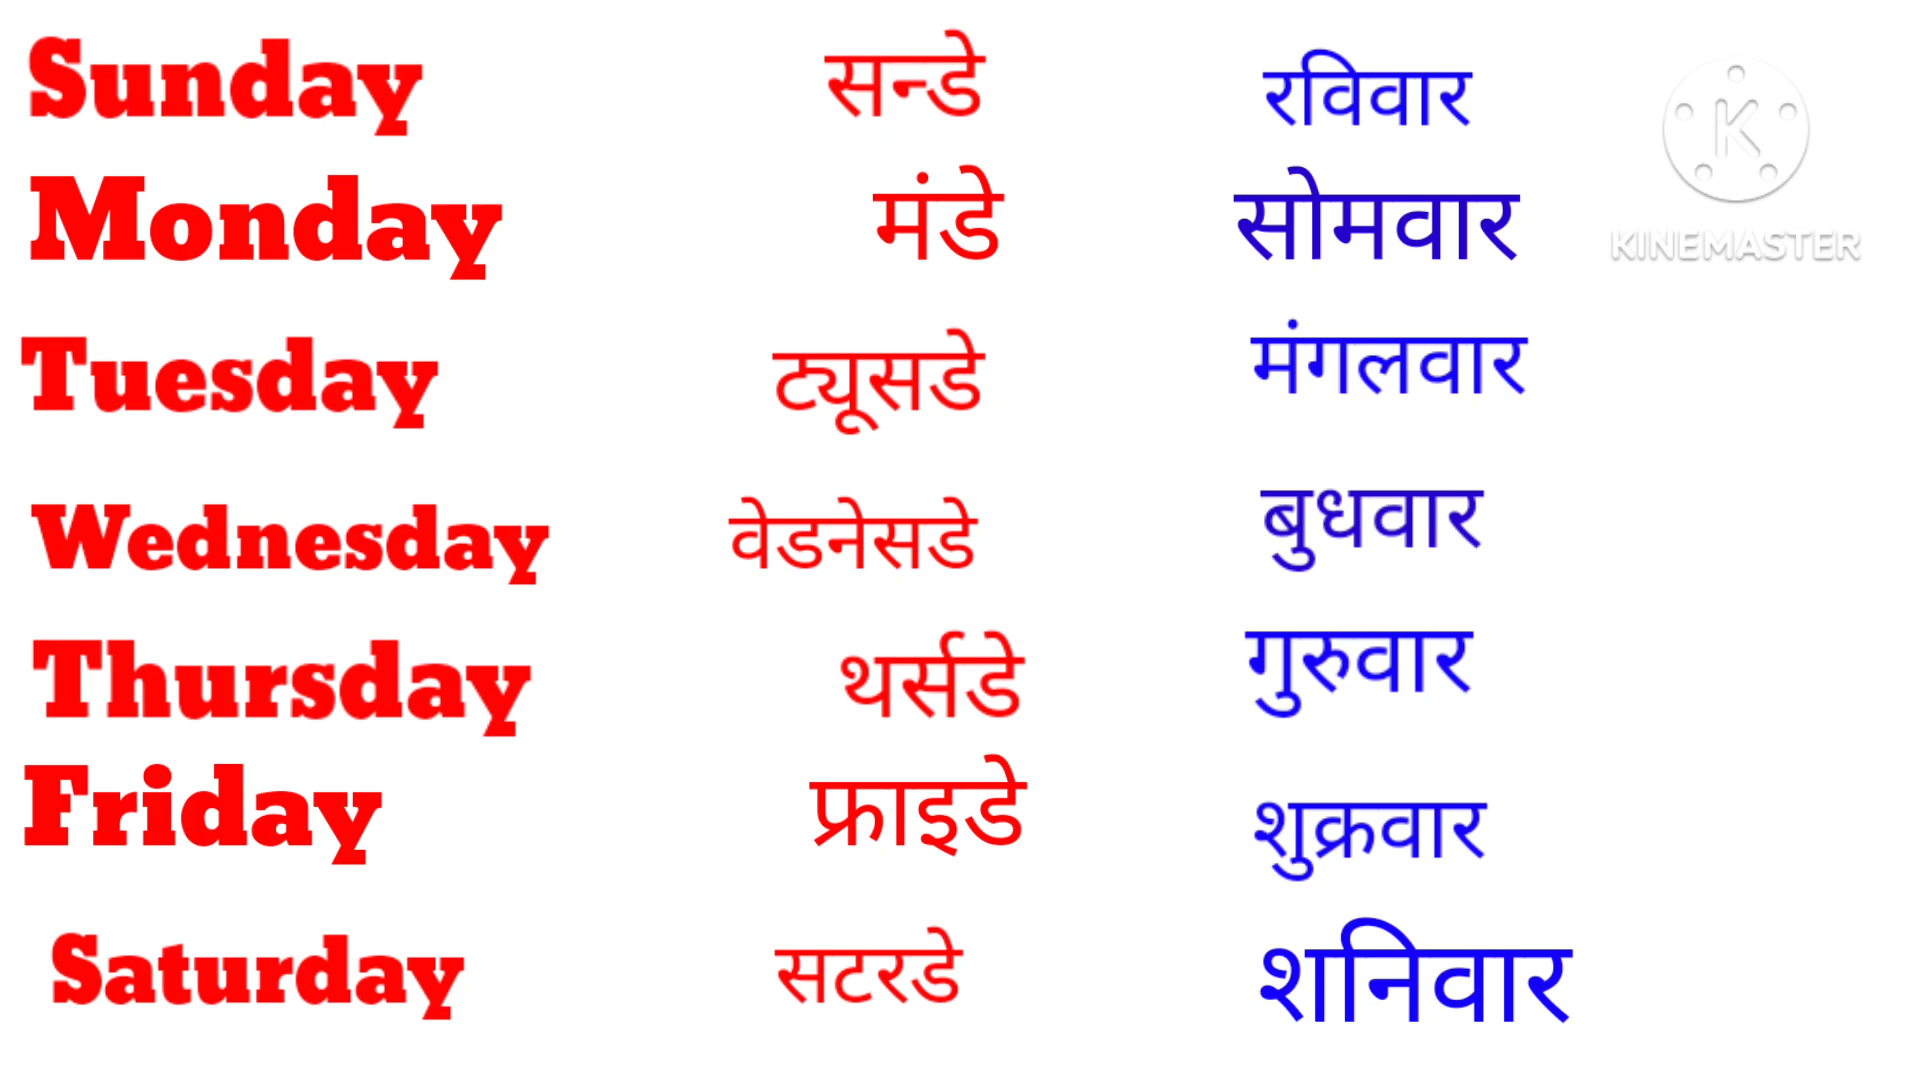 Sunday सन्डे रविवार
K
Monday मंडे सोमवार KINEMASTER
Tuesday ट्यूसडे मंगलवार
Wednesday वेडनेसडे बुधवार
Thursday थर्सडे गुरुवार
Friday फ्राइडे शुक्रवार
Saturday सटरडे शनिवार